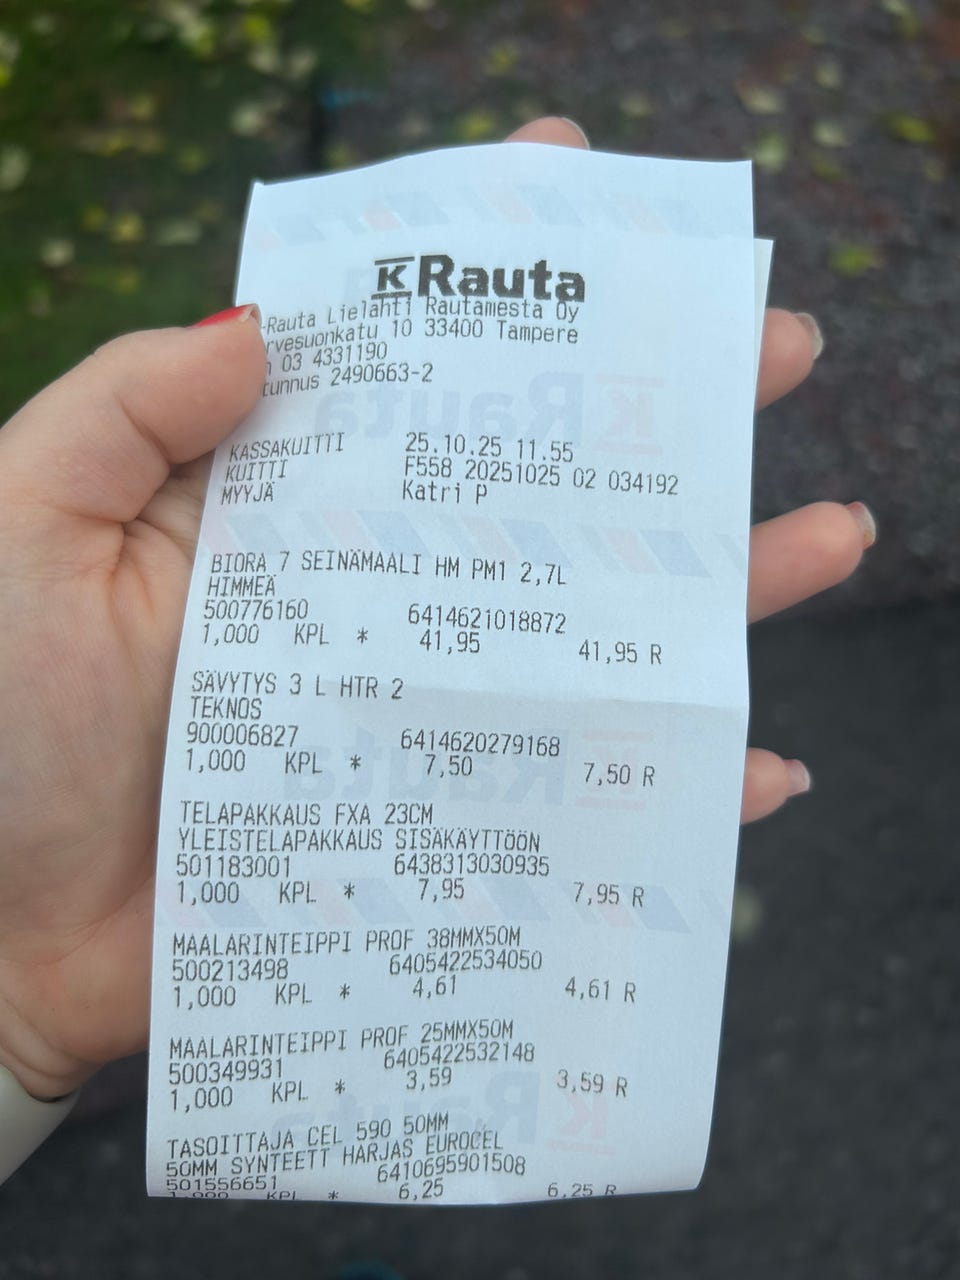 K Rauta
-Rauta Lielahti Rautamesta Oy
rvesuonkatu 10 33400 Tampere
03 4331190
tunnus 2490663-2
KASSAKUITTI 25.10.25 11.55
KUITTI F558 20251025 02 034192
MYYJÄ Katri P
BIORA 7 SEINÄMAALI HM PM1 2,7L
HIMMEÄ
500776160 6414621018872
1,000 KPL * 41,95 41,95 R
SÄVYTYS 3 L HTR 2
TEKNOS
900006827 6414620279168
1,000 KPL * 7,50 7,50 R
TELAPAKKAUS FXA 23CM
YLEISTELAPAKKAUS SISÄKÄYTTÖÖN
501183001 6438313030935
1,000 KPL * 7,95 7,95 R
MAALARINTEIPPI PROF 38MMX50M
500213498 6405422534050
1,000 KPL * 4,61 4,61 R
MAALARINTEIPPI PROF 25MMX50M
500349931 6405422532148
1,000 KPL * 3,59 3,59 R
TASOITTAJA CEL 590 50MM
50MM SYNTEETT HARJAS EUROCEL
501556651 6410695901508
1,000 KPL * 6,25 6,25 R